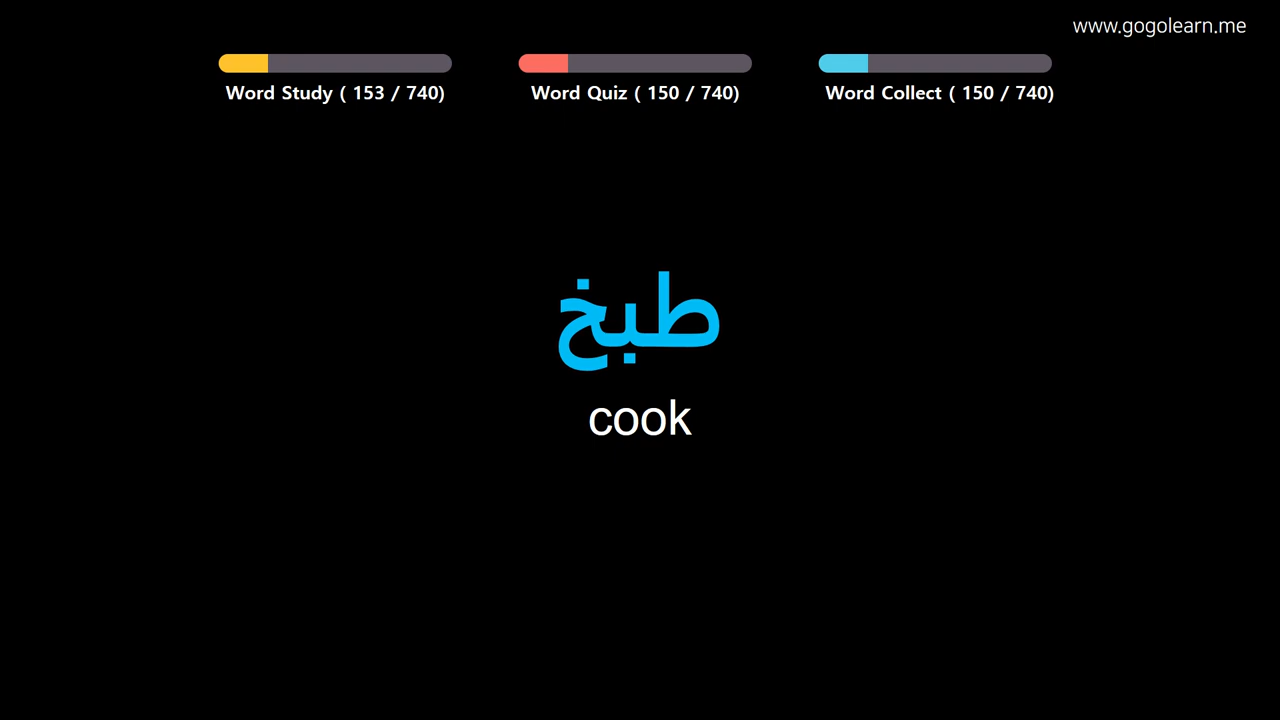 www.gogolearn.me
Word Study ( 153 / 740)
Word Quiz ( 150 / 740)
Word Collect ( 150 / 740)
طبخ
cook